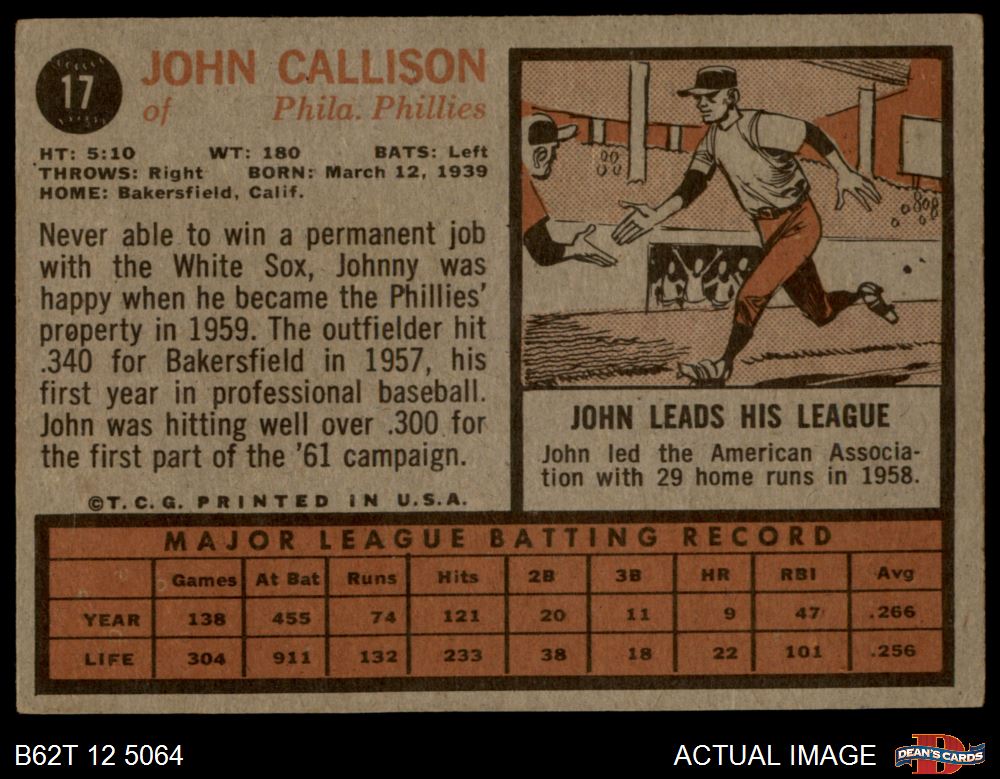 17
JOHN CALLISON
of Phila. Phillies
HT: 5:10 WT: 180 BATS: Left
THROWS: Right BORN: March 12, 1939
HOME: Bakersfield, Calif.
Never able to win a permanent job
with the White Sox, Johnny was
happy when he became the Phillies'
property in 1959. The outfielder hit
.340 for Bakersfield in 1957, his
first year in professional baseball.
John was hitting well over .300 for
the first part of the '61 campaign.
©T.C.G. PRINTED IN U.S.A.
JOHN LEADS HIS LEAGUE
John led the American Associa-
tion with 29 home runs in 1958.
MAJOR LEAGUE BATTING RECORD
Games At Bat Runs Hits 2B 3B HR RBI Avg
YEAR 138 455 74 121 20 11 9 47 .266
LIFE 304 911 132 233 38 18 22 101 .256
B62T 12 5064
ACTUAL IMAGE
DEAN'S CARDS